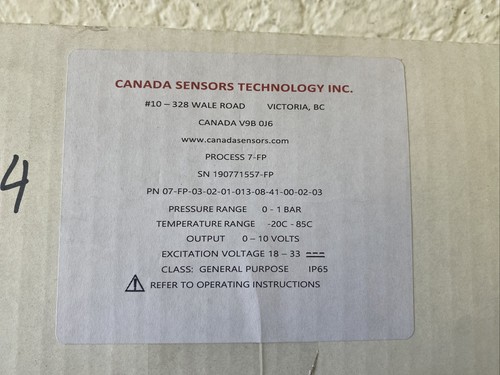 CANADA SENSORS TECHNOLOGY INC.
#10 – 328 WALE ROAD VICTORIA, BC
CANADA V9B 0J6
www.canadasensors.com
PROCESS 7-FP
SN 190771557-FP
PN 07-FP-03-02-01-013-08-41-00-02-03
PRESSURE RANGE 0 - 1 BAR
TEMPERATURE RANGE -20C - 85C
OUTPUT 0 – 10 VOLTS
EXCITATION VOLTAGE 18 – 33 ⎓
CLASS: GENERAL PURPOSE IP65
⚠ REFER TO OPERATING INSTRUCTIONS
4